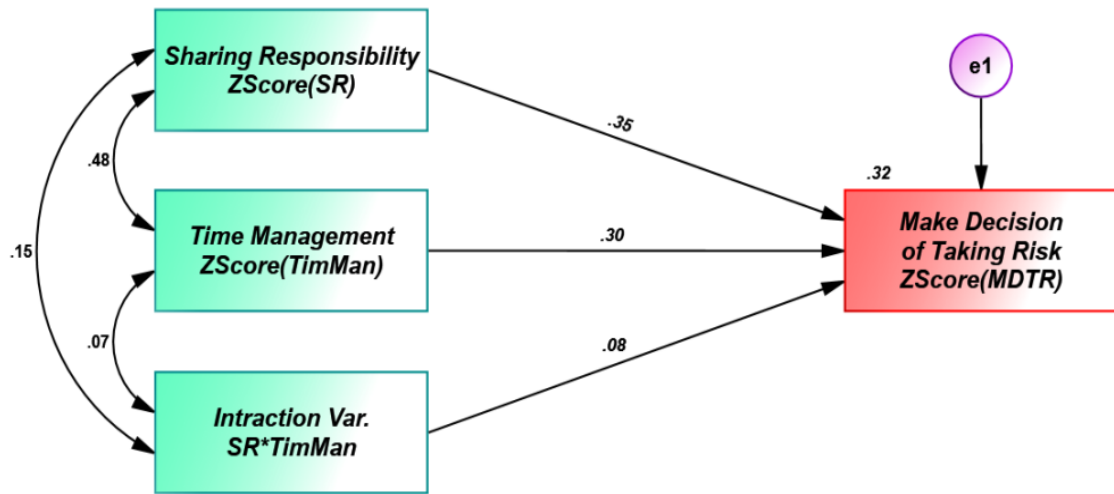 Sharing Responsibility
ZScore(SR)
e1
.35
.48
.32
Time Management
ZScore(TimMan)
.30
Make Decision
of Taking Risk
ZScore(MDTR)
.15
.07
.08
Intraction Var.
SR*TimMan